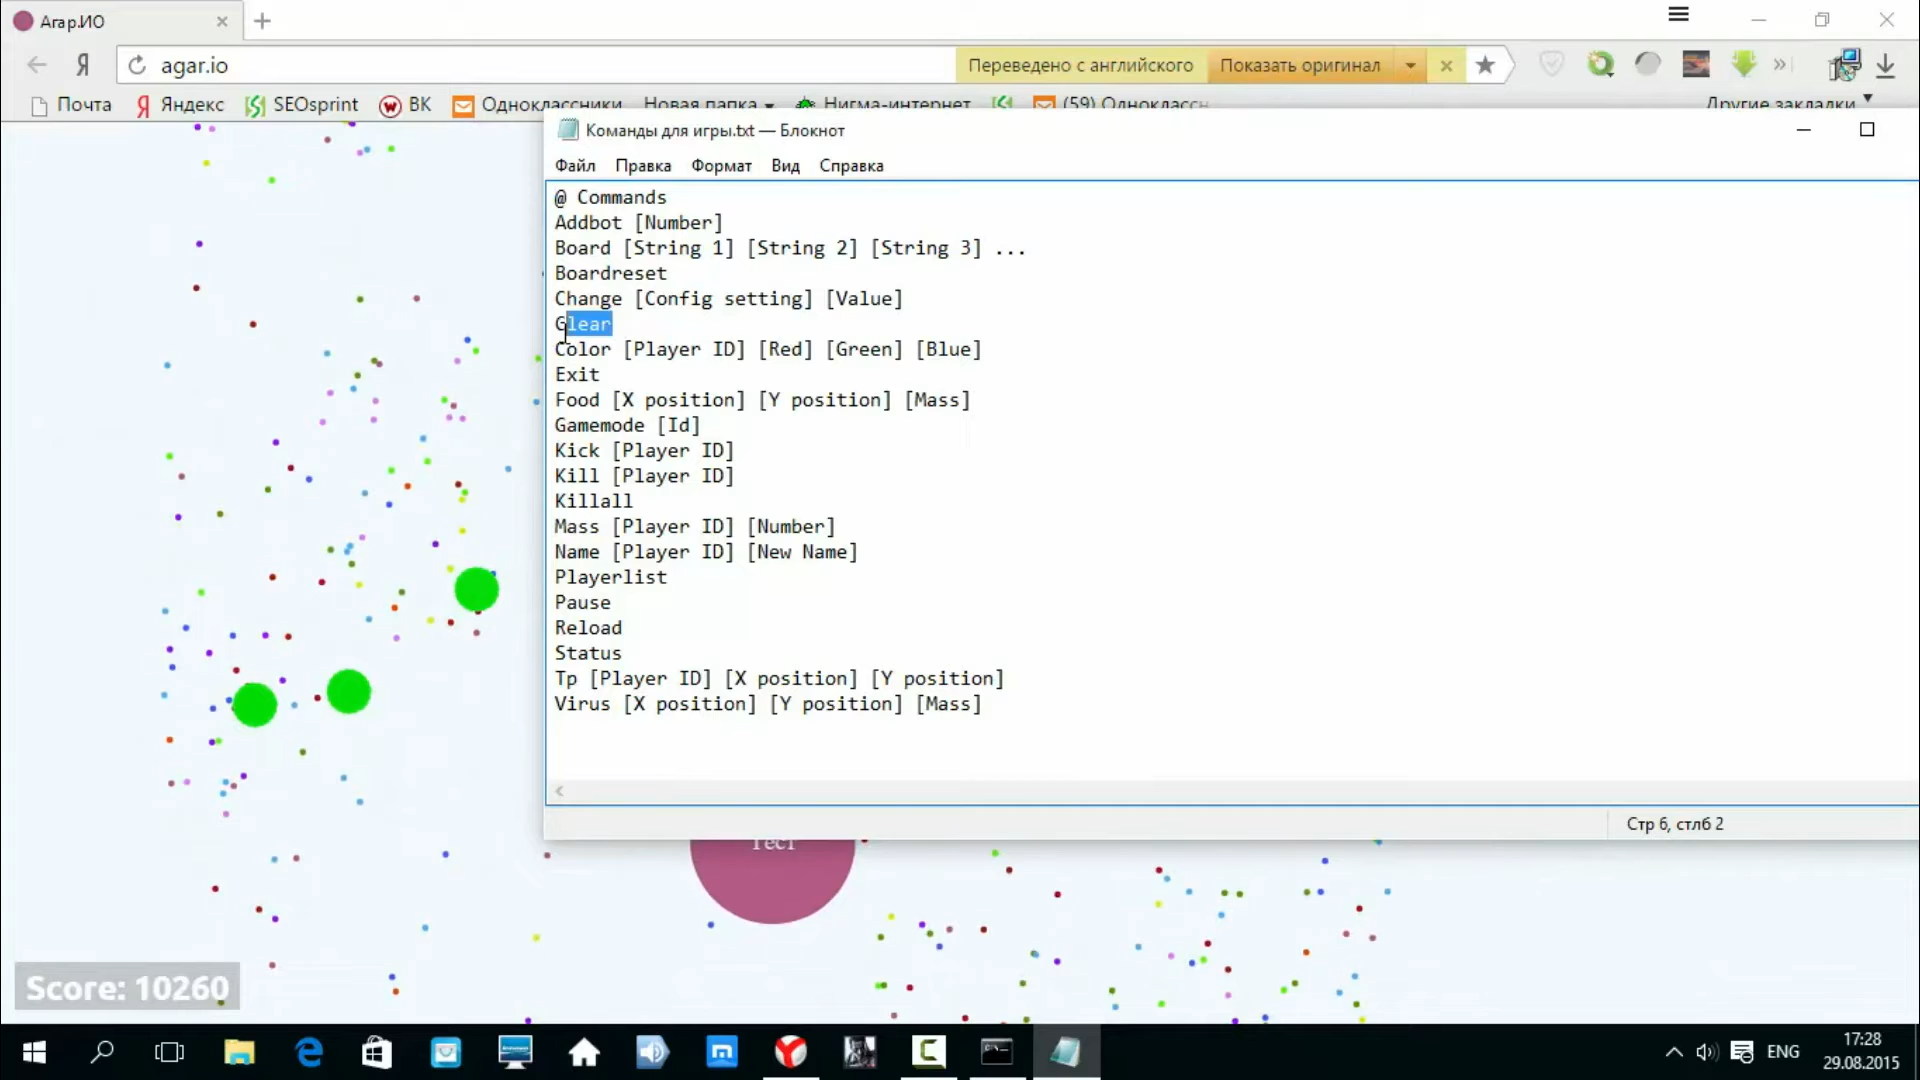 Агар.ИО
agar.io
Переведено с английского Показать оригинал
Почта Яндекс SEOsprint ВК Одноклассники Новая папка Нигма-интернет (59) Одноклассн Другие закладки
Команды для игры.txt — Блокнот
Файл Правка Формат Вид Справка
@ Commands
Addbot [Number]
Board [String 1] [String 2] [String 3] ...
Boardreset
Change [Config setting] [Value]
Clear
Color [Player ID] [Red] [Green] [Blue]
Exit
Food [X position] [Y position] [Mass]
Gamemode [Id]
Kick [Player ID]
Kill [Player ID]
Killall
Mass [Player ID] [Number]
Name [Player ID] [New Name]
Playerlist
Pause
Reload
Status
Tp [Player ID] [X position] [Y position]
Virus [X position] [Y position] [Mass]
Стр 6, стлб 2
Тест
Score: 10260
ENG
17:28
29.08.2015